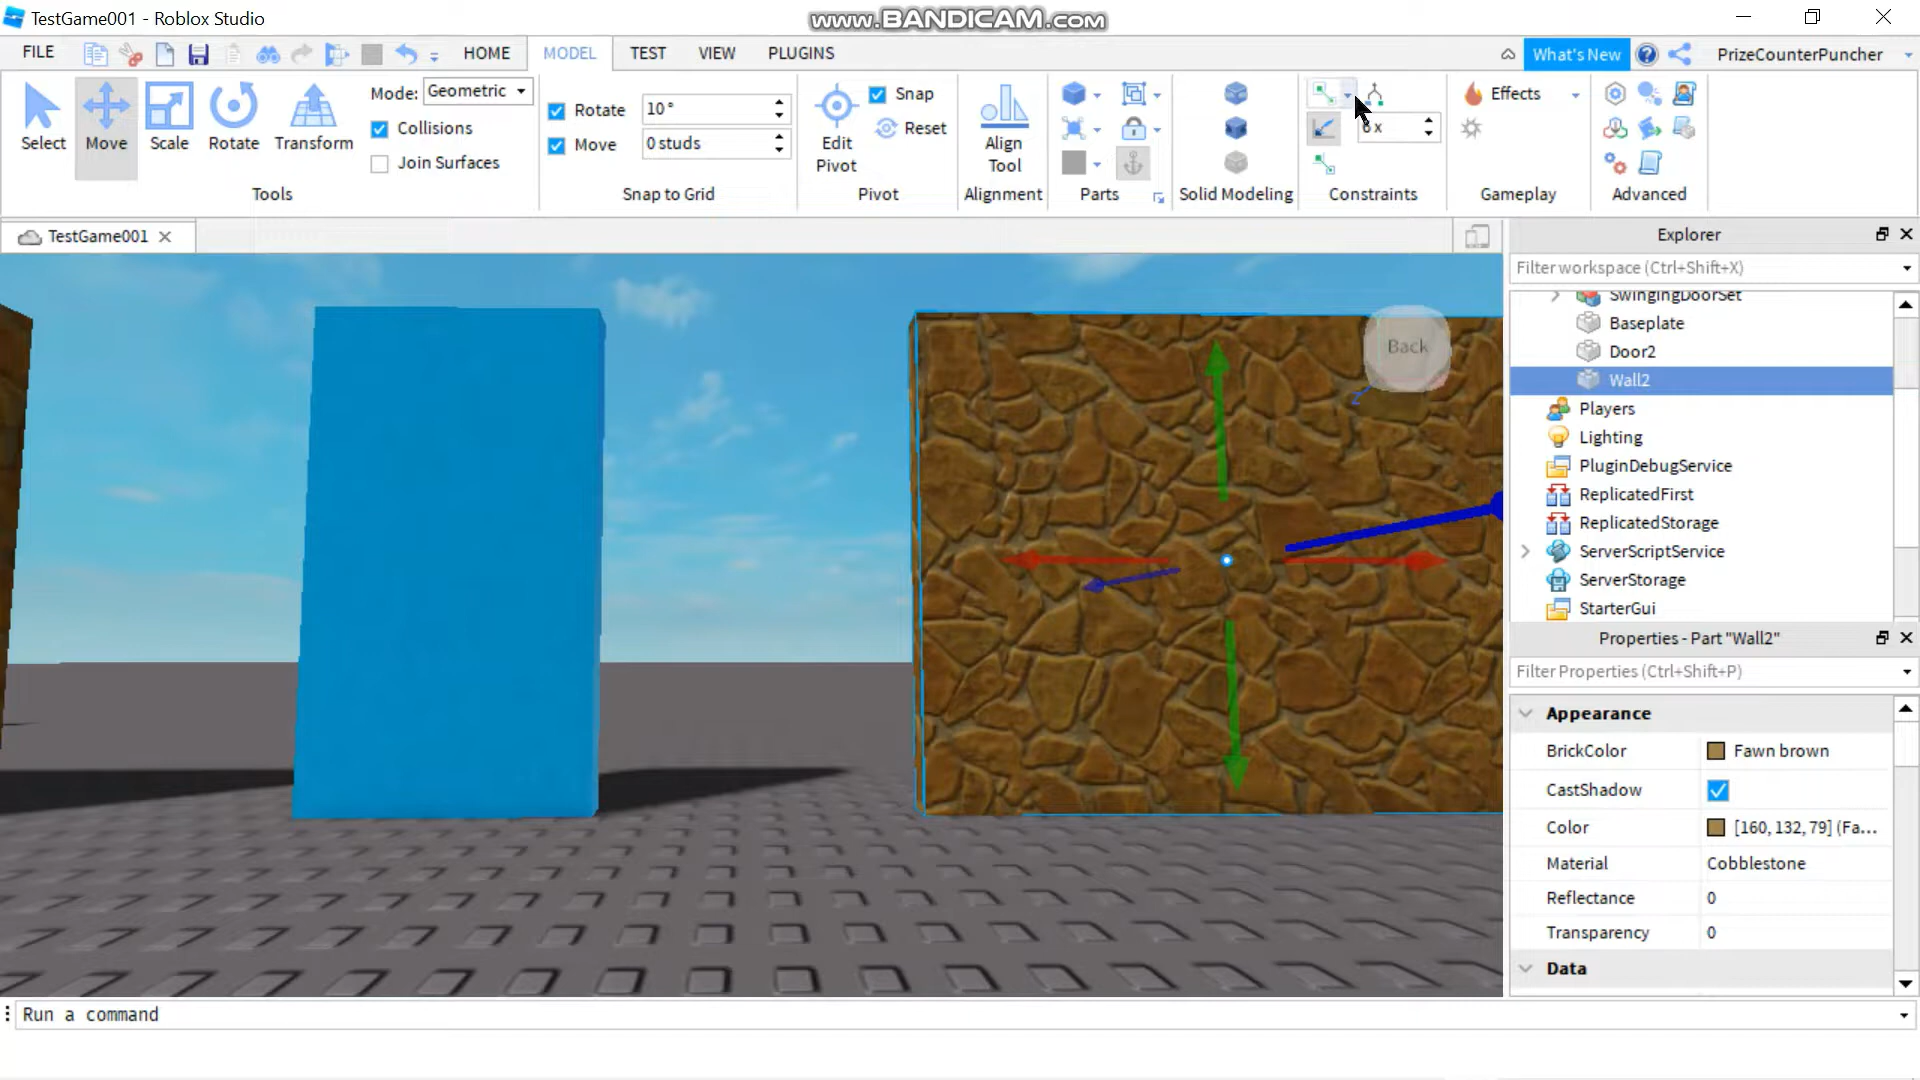 TestGame001 - Roblox Studio
www.BANDICAM.com
FILE
HOME
MODEL
TEST
VIEW
PLUGINS
What's New
PrizeCounterPuncher
Select
Move
Scale
Rotate
Transform
Mode:
Geometric
Collisions
Join Surfaces
Tools
Rotate
10 °
Move
0 studs
Snap to Grid
Edit
Pivot
Snap
Reset
Pivot
Align
Tool
Alignment
Parts
Solid Modeling
x
Constraints
Effects
Gameplay
Advanced
TestGame001
Back
Z
Explorer
Filter workspace (Ctrl+Shift+X)
SwingingDoorSet
Baseplate
Door2
Wall2
Players
Lighting
PluginDebugService
ReplicatedFirst
ReplicatedStorage
ServerScriptService
ServerStorage
StarterGui
Properties - Part "Wall2"
Filter Properties (Ctrl+Shift+P)
Appearance
BrickColor
Fawn brown
CastShadow
Color
[160, 132, 79] (Fa...
Material
Cobblestone
Reflectance
0
Transparency
0
Data
Run a command